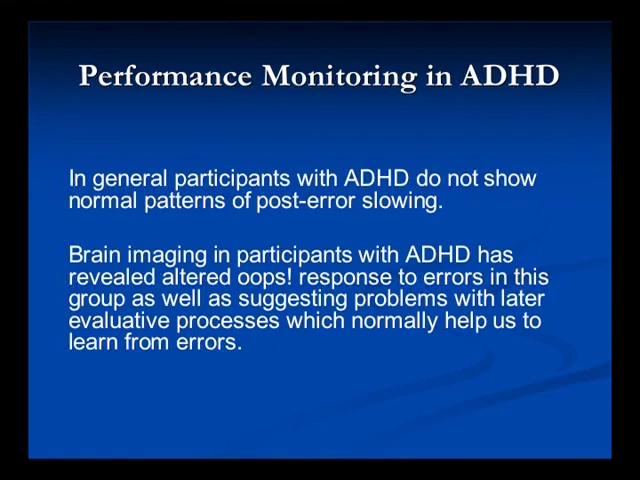 Performance Monitoring in ADHD
In general participants with ADHD do not show
normal patterns of post-error slowing.
Brain imaging in participants with ADHD has
revealed altered oops! response to errors in this
group as well as suggesting problems with later
evaluative processes which normally help us to
learn from errors.